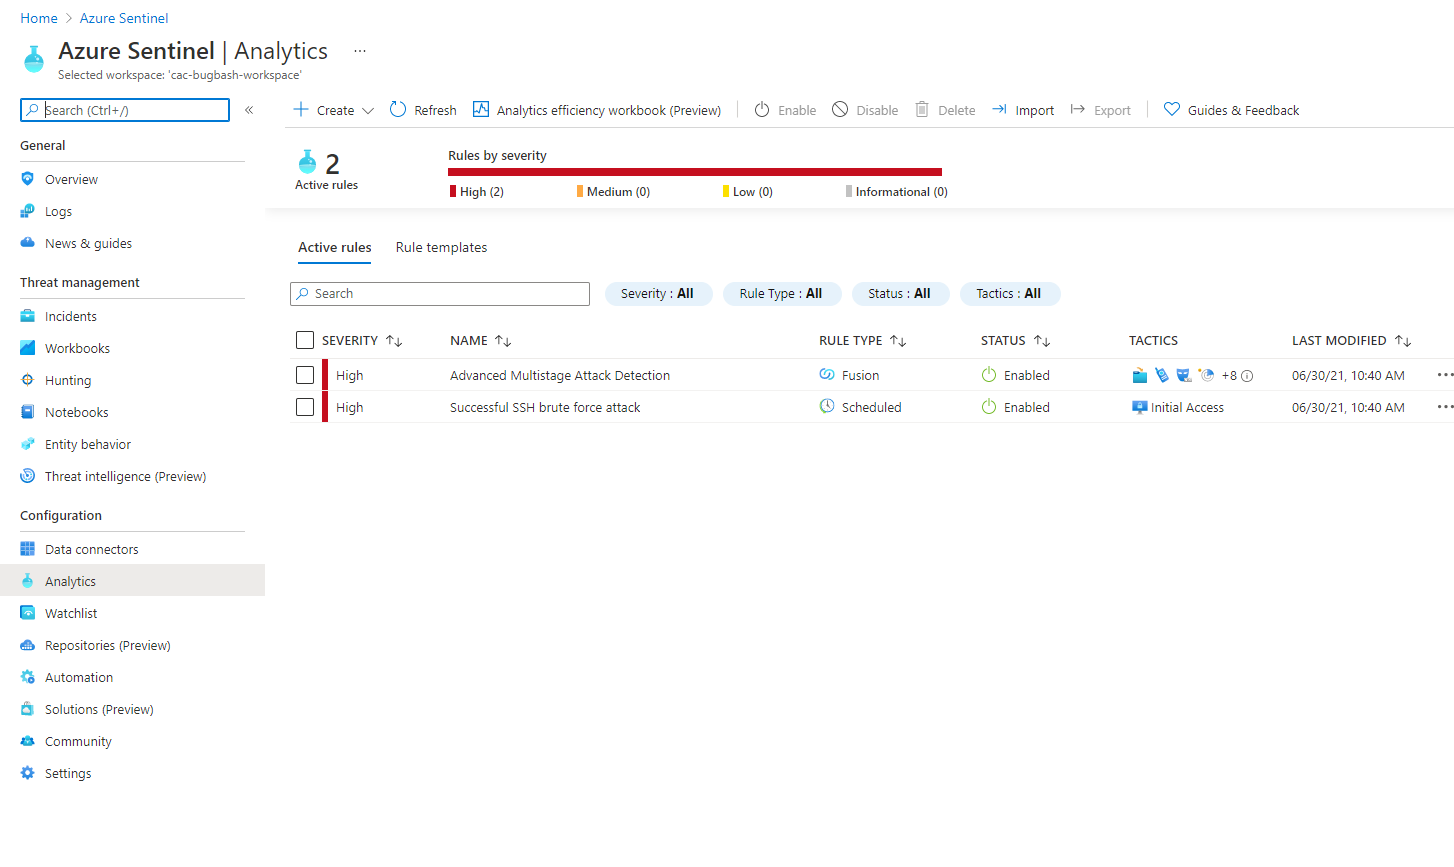 Home > Azure Sentinel
Azure Sentinel | Analytics ...
Selected workspace: 'cac-bugbash-workspace'
Search (Ctrl+/) «
General
Overview
Logs
News & guides
Threat management
Incidents
Workbooks
Hunting
Notebooks
Entity behavior
Threat intelligence (Preview)
Configuration
Data connectors
Analytics
Watchlist
Repositories (Preview)
Automation
Solutions (Preview)
Community
Settings
Create Refresh Analytics efficiency workbook (Preview) Enable Disable Delete Import Export Guides & Feedback
2
Active rules
Rules by severity
High (2) Medium (0) Low (0) Informational (0)
Active rules Rule templates
Search Severity : All Rule Type : All Status : All Tactics : All
SEVERITY NAME RULE TYPE STATUS TACTICS LAST MODIFIED
High Advanced Multistage Attack Detection Fusion Enabled +8 06/30/21, 10:40 AM
High Successful SSH brute force attack Scheduled Enabled Initial Access 06/30/21, 10:40 AM